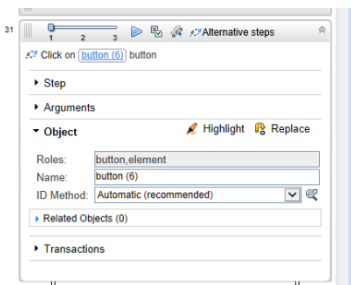 31
1 2 3 Alternative steps
Click on button (6) button
Step
Arguments
Object Highlight Replace
Roles: button,element
Name: button (6)
ID Method: Automatic (recommended)
Related Objects (0)
Transactions